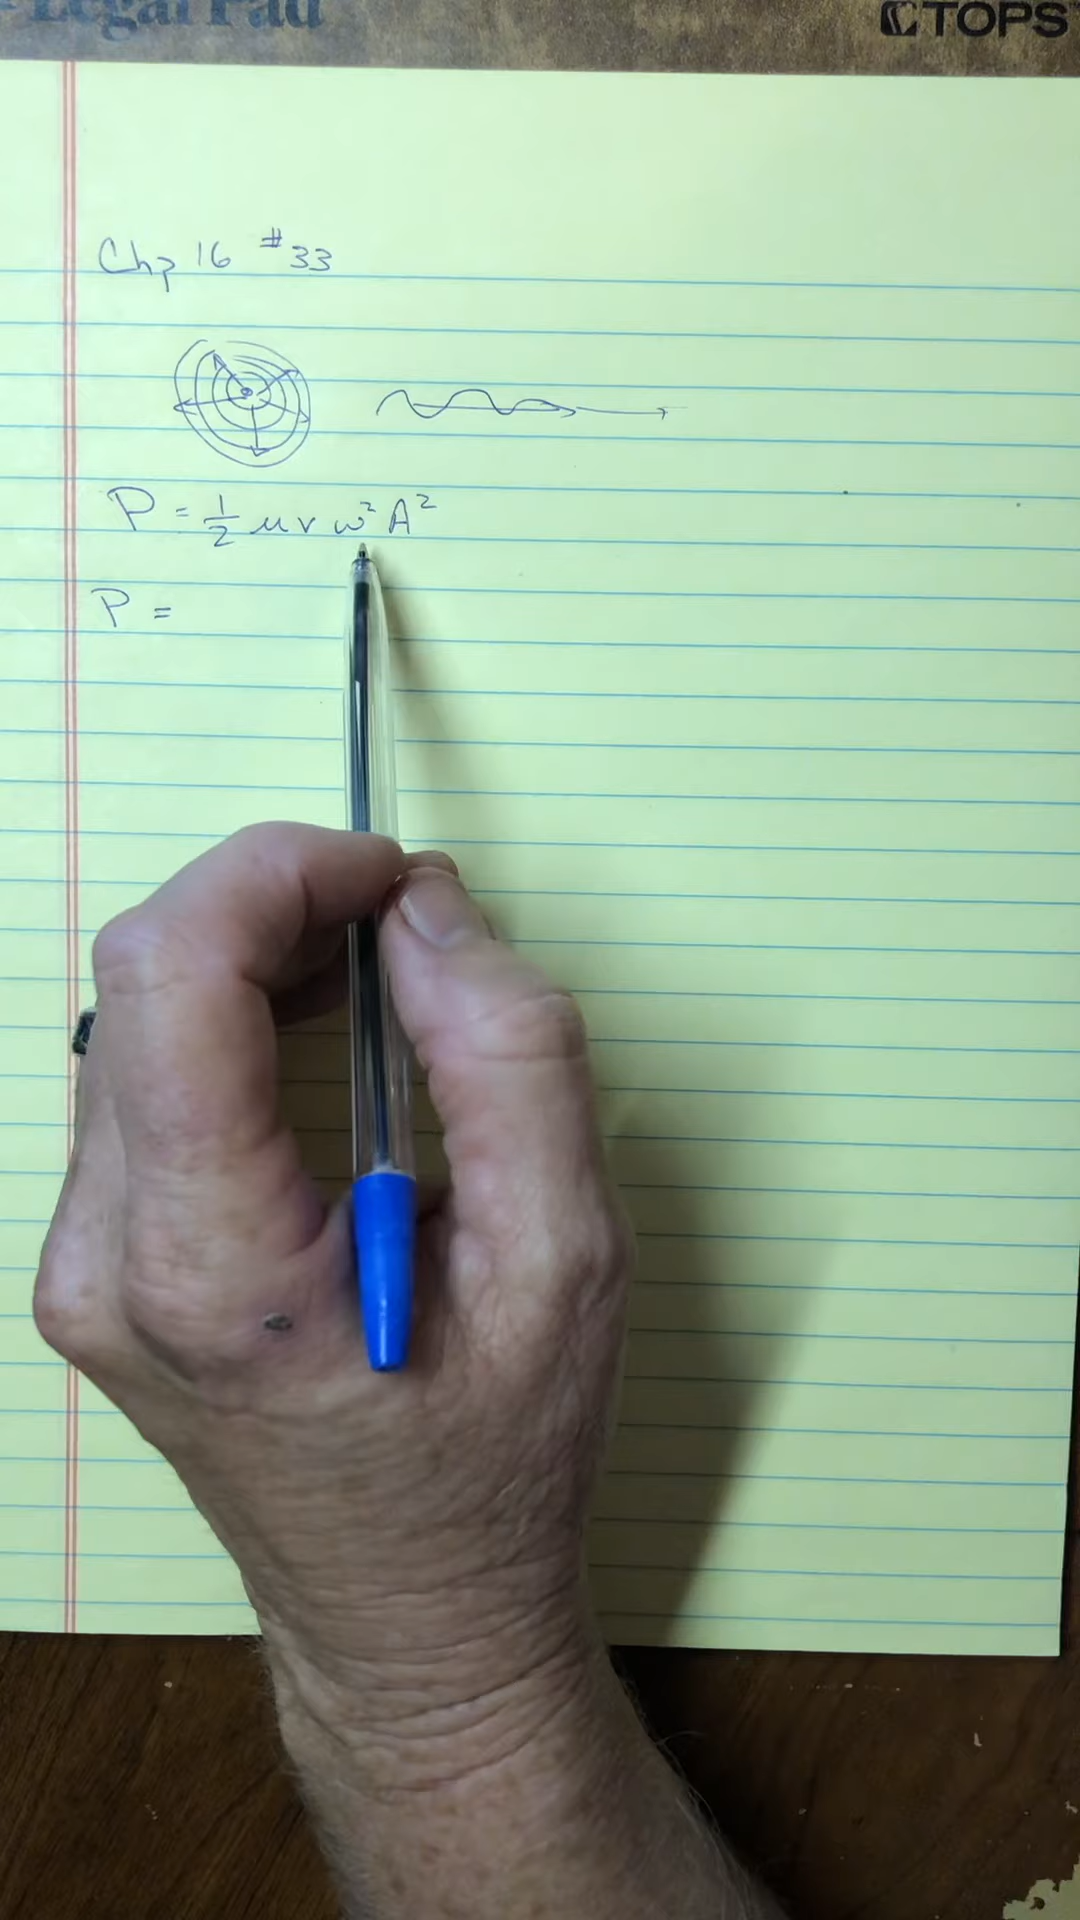 Legal Pad TOPS
Chp 16 #33
P = 1/2 μ v ω² A²
P =